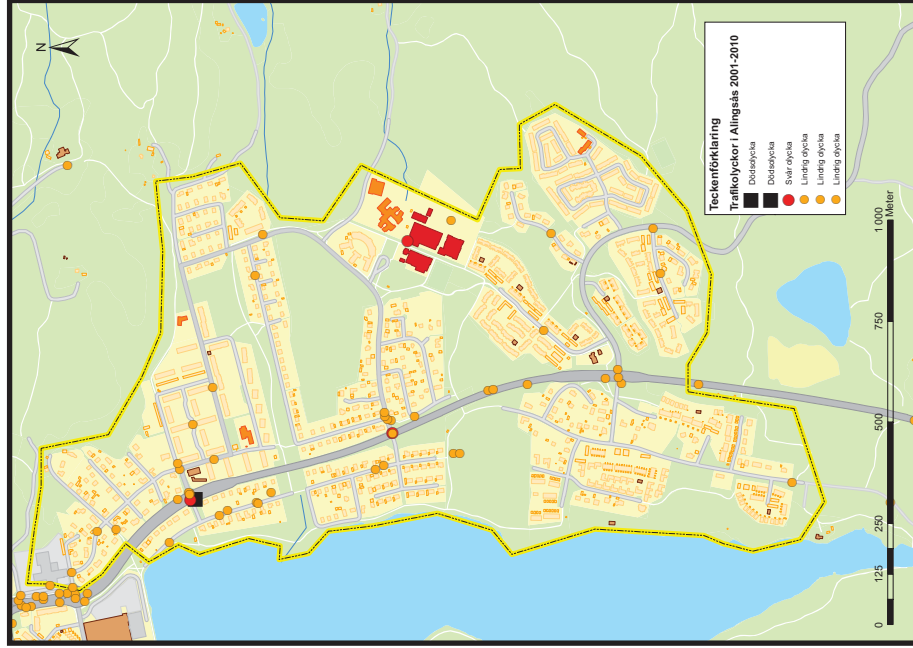 N
Teckenförklaring
Trafikolyckor i Alingsås 2001-2010
Dödsolycka
Dödsolycka
Svår olycka
Lindrig olycka
Lindrig olycka
Lindrig olycka
0 125 250 500 750 1 000
Meter